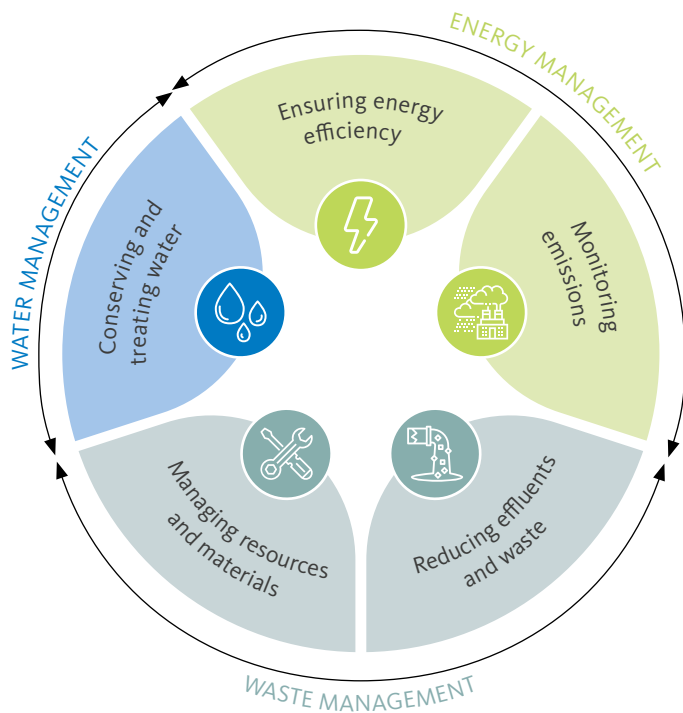 ENERGY MANAGEMENT
Ensuring energy
efficiency
Monitoring
emissions
Reducing effluents
and waste
WASTE MANAGEMENT
Managing resources
and materials
WATER MANAGEMENT
Conserving and
treating water